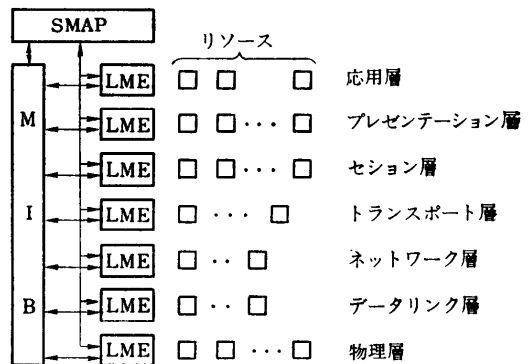 SMAP
リソース
LME 応用層
M LME ・・・ プレゼンテーション層
LME ・・・ セション層
I LME ・・・ トランスポート層
LME ・・ ネットワーク層
B LME ・・ データリンク層
LME ・・・ 物理層